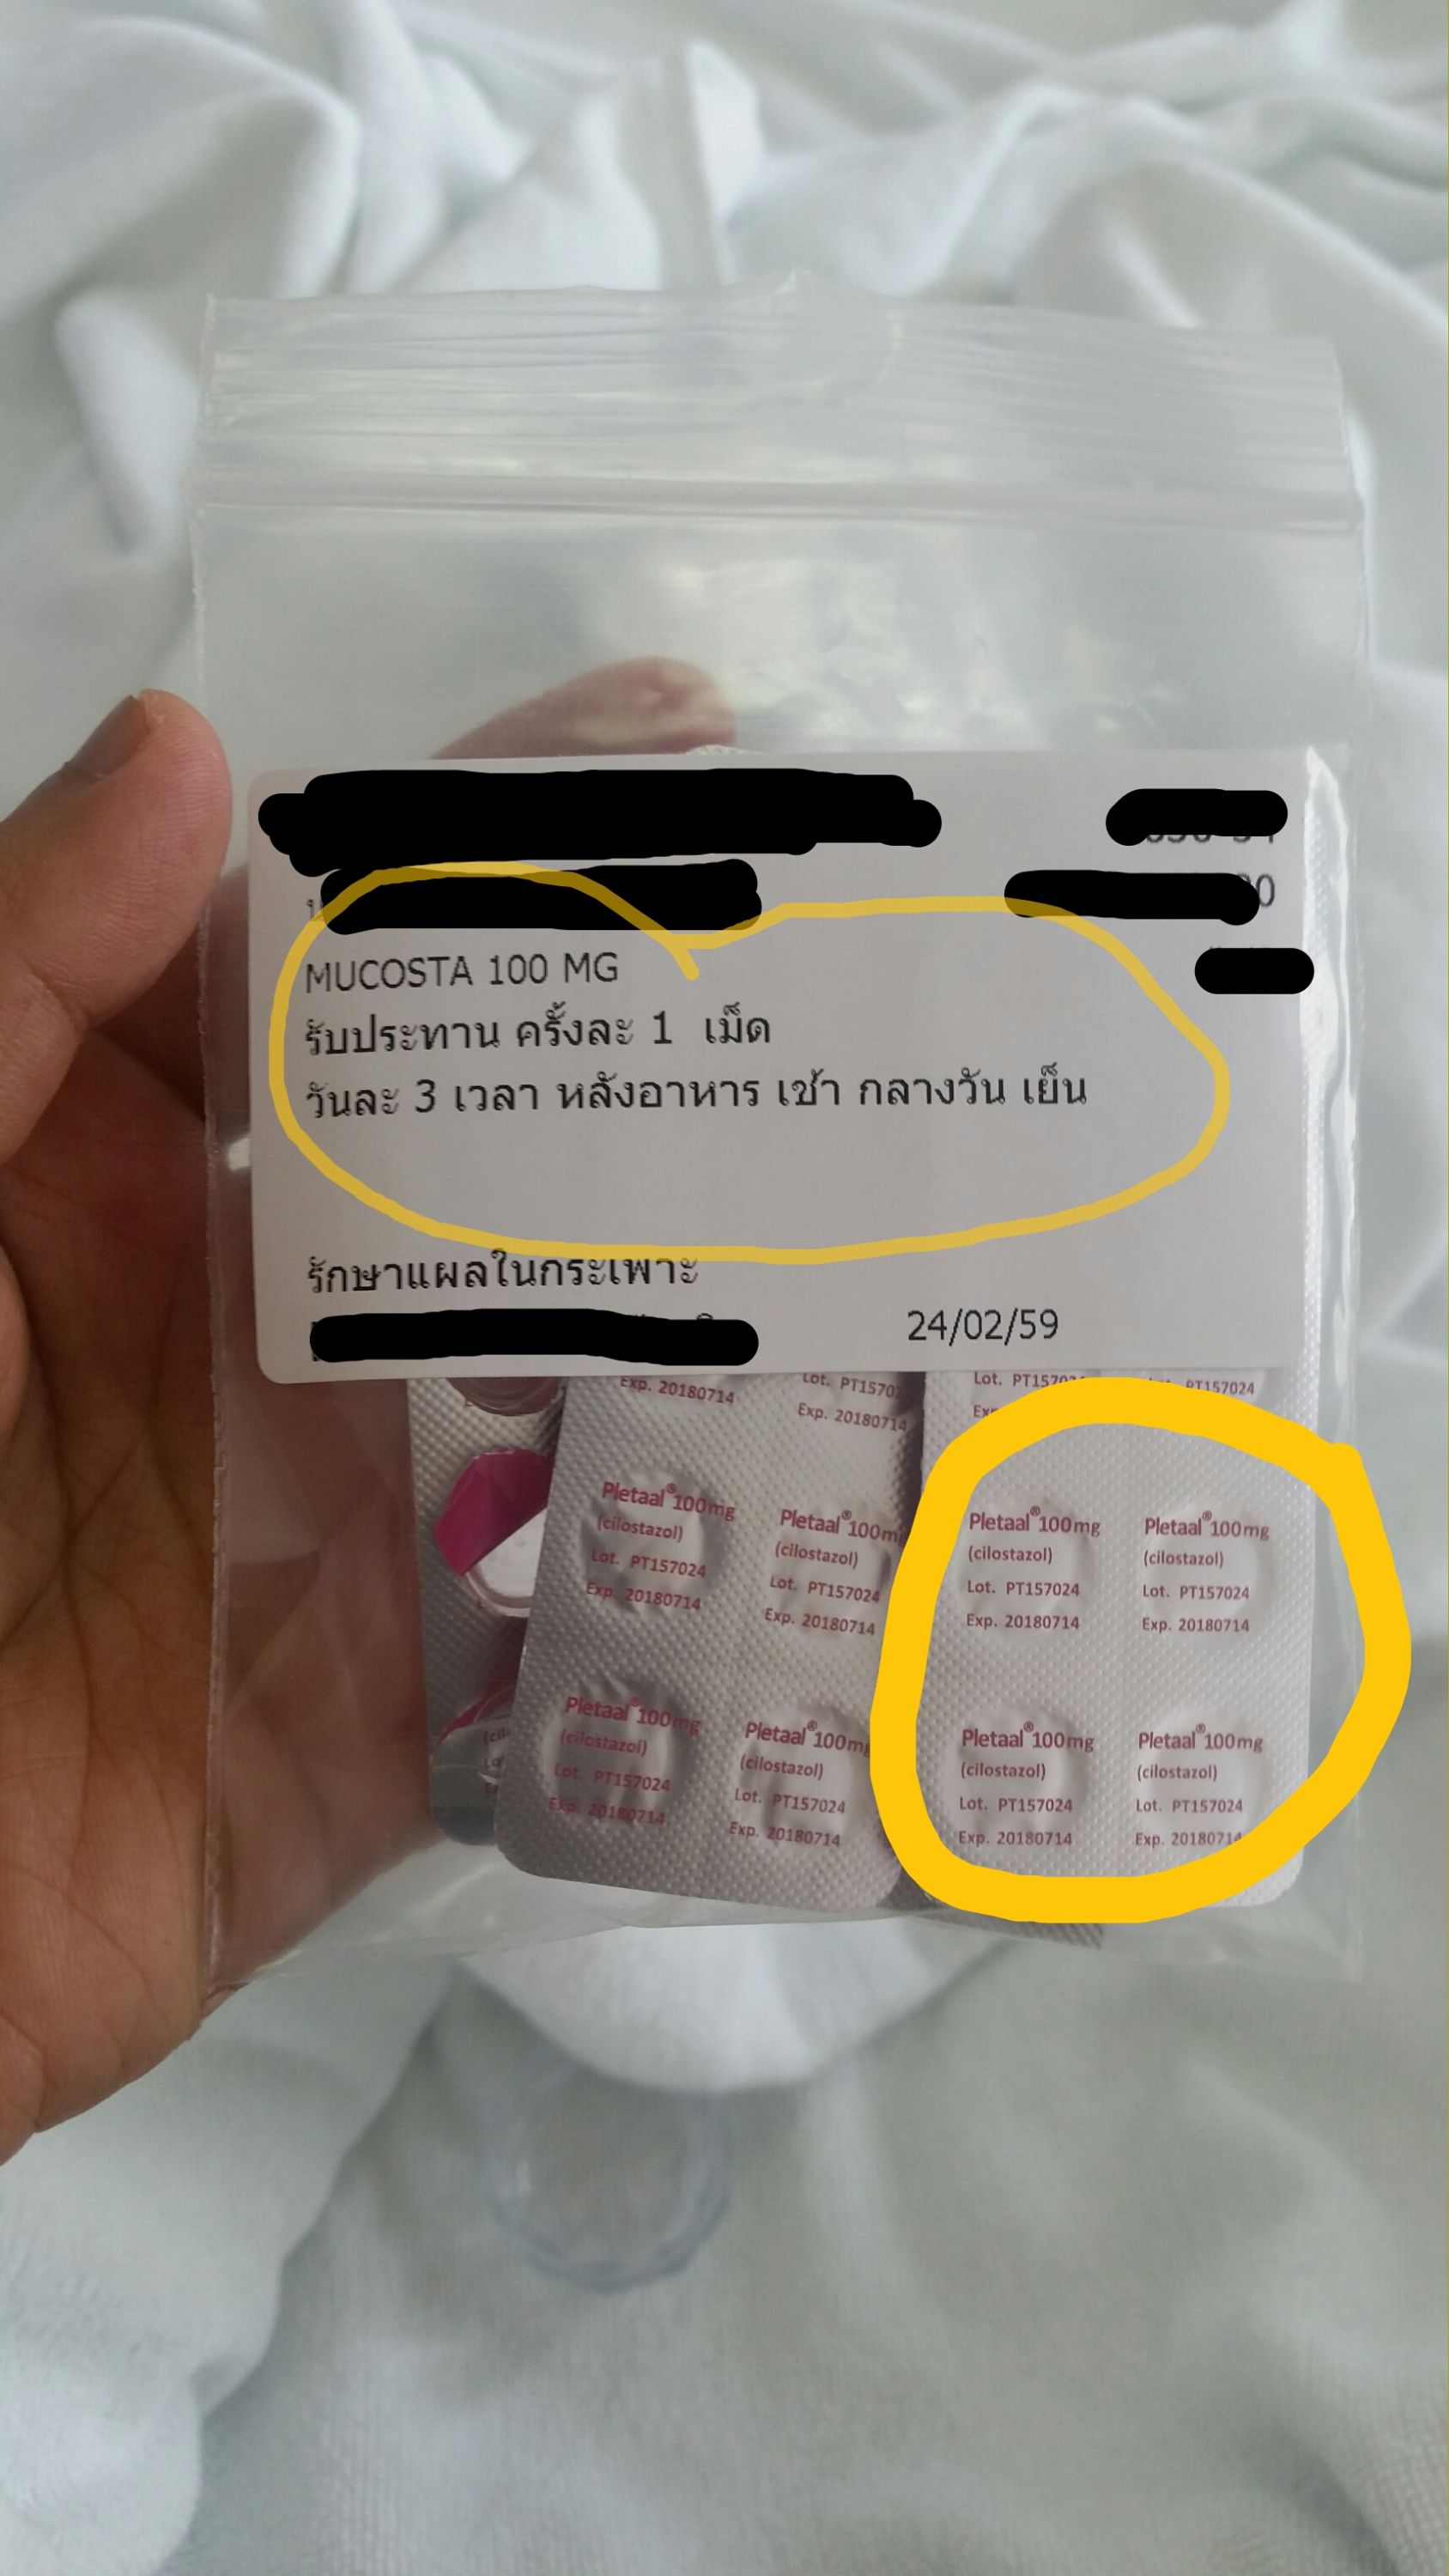 MUCOSTA 100 MG
รับประทาน ครั้งละ 1 เม็ด
วันละ 3 เวลา หลังอาหาร เช้า กลางวัน เย็น
รักษาแผลในกระเพาะ
24/02/59
Exp. 20180714
Lot. PT15702
Exp. 20180714
Lot. PT15702
PT157024
Pletaal®100mg
(cilostazol)
Lot. PT157024
Exp. 20180714
Pletaal®100mg
(cilostazol)
Lot. PT157024
Exp. 20180714
Pletaal®100mg
(cilostazol)
Lot. PT157024
Exp. 20180714
Pletaal®100mg
(cilostazol)
Lot. PT157024
Exp. 20180714
Pletaal®100mg
(cilostazol)
Lot. PT157024
Exp. 20180714
Pletaal®100mg
(cilostazol)
Lot. PT157024
Exp. 20180714
Pletaal®100mg
(cilostazol)
Lot. PT157024
Exp. 20180714
Pletaal®100mg
(cilostazol)
Lot. PT157024
Exp. 20180714